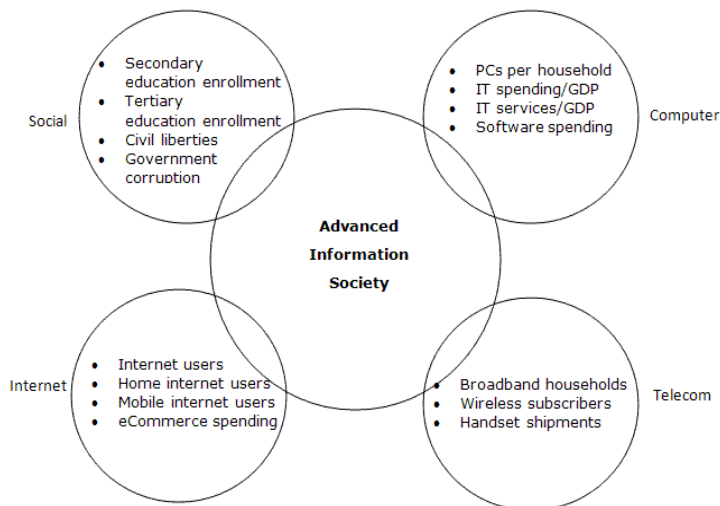 Social
• Secondary
education enrollment
• Tertiary
education enrollment
• Civil liberties
• Government
corruption
• PCs per household
• IT spending/GDP
• IT services/GDP
• Software spending
Computer
Advanced
Information
Society
Internet
• Internet users
• Home internet users
• Mobile internet users
• eCommerce spending
• Broadband households
• Wireless subscribers
• Handset shipments
Telecom